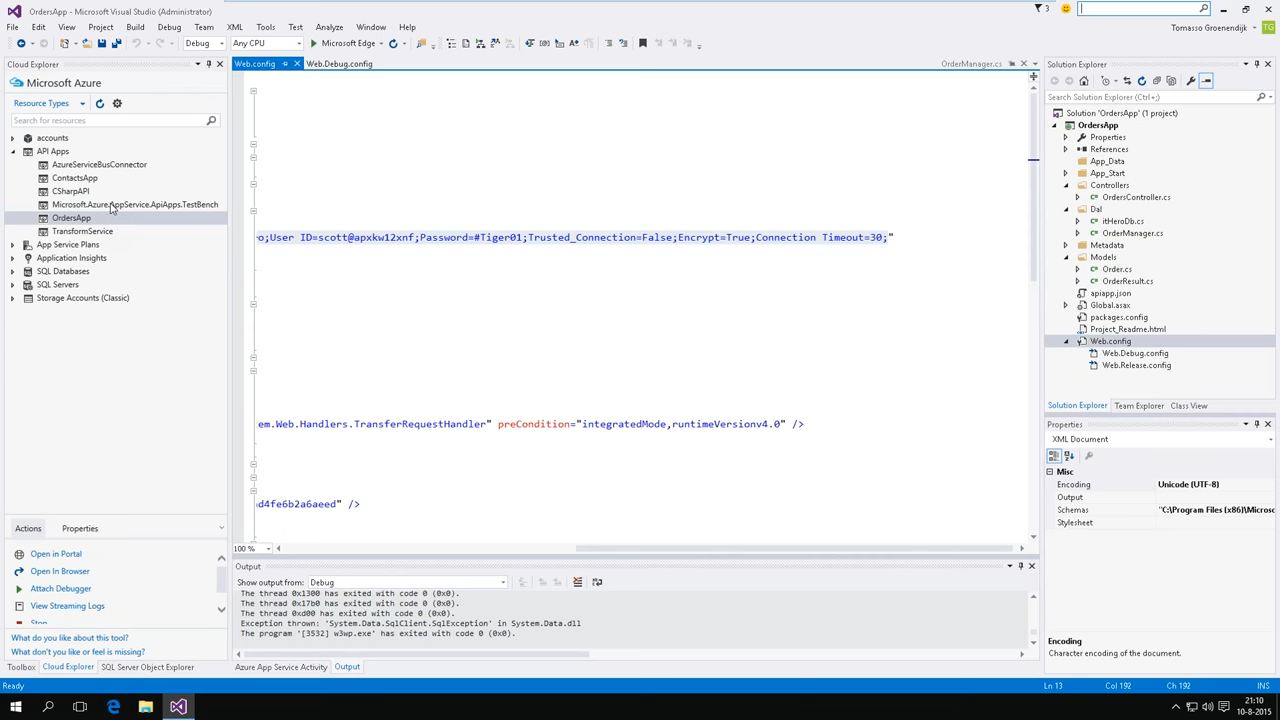 OrdersApp - Microsoft Visual Studio (Administrator)
3
File Edit View Project Build Debug Team XML Tools Test Analyze Window Help
Tomasso Groenendijk
TG
Debug Any CPU Microsoft Edge
Cloud Explorer
Microsoft Azure
Resource Types
Search for resources
accounts
API Apps
AzureServiceBusConnector
ContactsApp
CSharpAPI
Microsoft.Azure.AppService.ApiApps.TestBench
OrdersApp
TransformService
App Service Plans
Application Insights
SQL Databases
SQL Servers
Storage Accounts (Classic)
Actions Properties
Open in Portal
Open In Browser
Attach Debugger
View Streaming Logs
Stop
What do you like about this tool?
What don't you like or feel is missing?
Toolbox Cloud Explorer SQL Server Object Explorer
Web.config Web.Debug.config OrderManager.cs
o;User ID=scott@apxkw12xnf;Password=#Tiger01;Trusted_Connection=False;Encrypt=True;Connection Timeout=30;"
em.Web.Handlers.TransferRequestHandler" preCondition="integratedMode,runtimeVersionv4.0" />
d4fe6b2a6aeed" />
100 %
Output
Show output from: Debug
The thread 0x1300 has exited with code 0 (0x0).
The thread 0x17b0 has exited with code 0 (0x0).
The thread 0xd00 has exited with code 0 (0x0).
Exception thrown: 'System.Data.SqlClient.SqlException' in System.Data.dll
The program '[3532] w3wp.exe' has exited with code 0 (0x0).
Azure App Service Activity Output
Solution Explorer
Search Solution Explorer (Ctrl+;)
Solution 'OrdersApp' (1 project)
OrdersApp
Properties
References
App_Data
App_Start
Controllers
OrdersController.cs
Dal
itHeroDb.cs
OrderManager.cs
Metadata
Models
Order.cs
OrderResult.cs
apiapp.json
Global.asax
packages.config
Project_Readme.html
Web.config
Web.Debug.config
Web.Release.config
Solution Explorer Team Explorer Class View
Properties
XML Document
Misc
Encoding Unicode (UTF-8)
Output
Schemas "C:\Program Files (x86)\Microsc
Stylesheet
Encoding
Character encoding of the document.
Ready Ln 13 Col 192 Ch 192 INS
21:10
10-8-2015